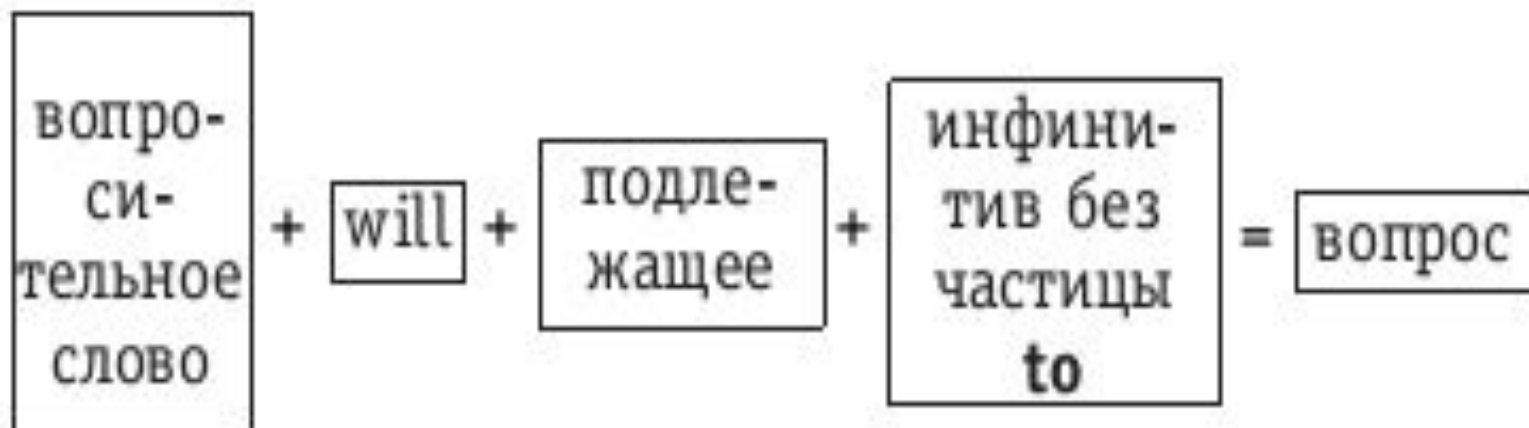 вопро-
си-
тельное
слово
+
will
+
подле-
жащее
+
инфини-
тив без
частицы
to
=
вопрос